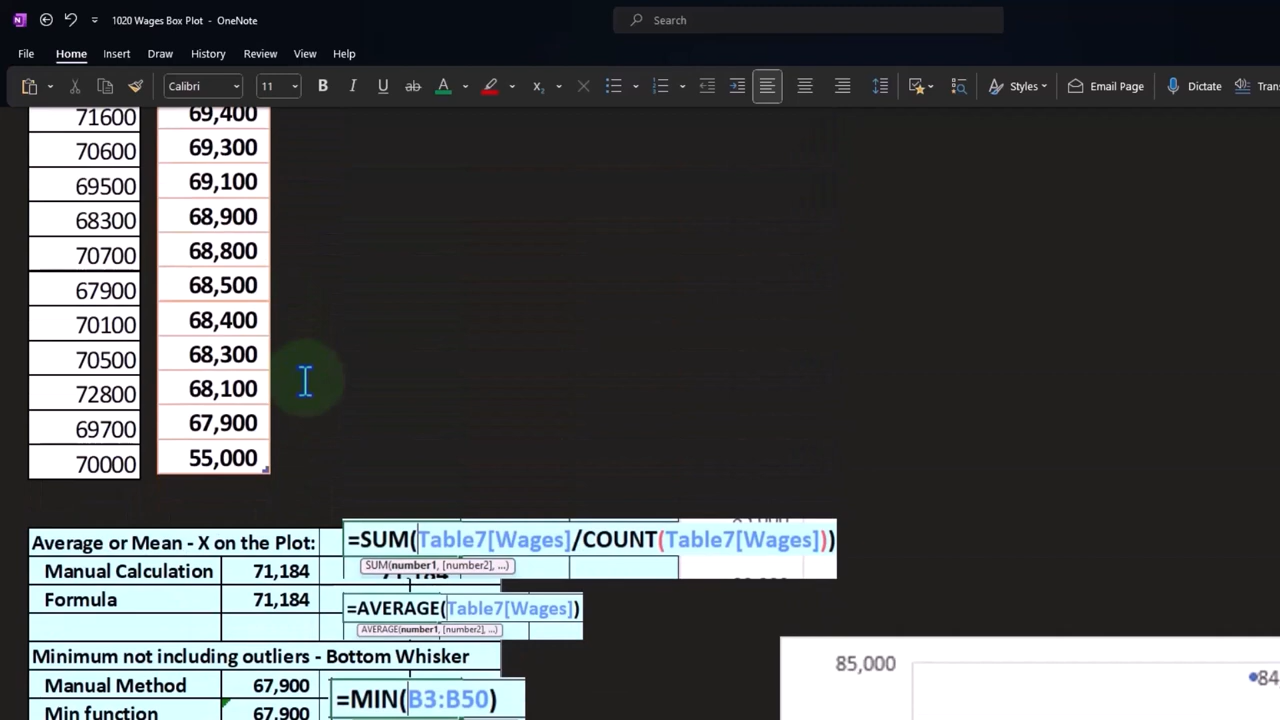 1020 Wages Box Plot - OneNote
Search
File Home Insert Draw History Review View Help
Calibri 11 B I U ab A x Styles Email Page Dictate
71600 69,400
70600 69,300
69500 69,100
68300 68,900
70700 68,800
67900 68,500
70100 68,400
70500 68,300
72800 68,100
69700 67,900
70000 55,000
Average or Mean - X on the Plot: =SUM(Table7[Wages]/COUNT(Table7[Wages]))
SUM(number1, [number2], ...)
Manual Calculation 71,184
Formula 71,184 =AVERAGE(Table7[Wages])
AVERAGE(number1, [number2], ...)
Minimum not including outliers - Bottom Whisker
Manual Method 67,900 =MIN(B3:B50)
Min function 67,900
85,000
84